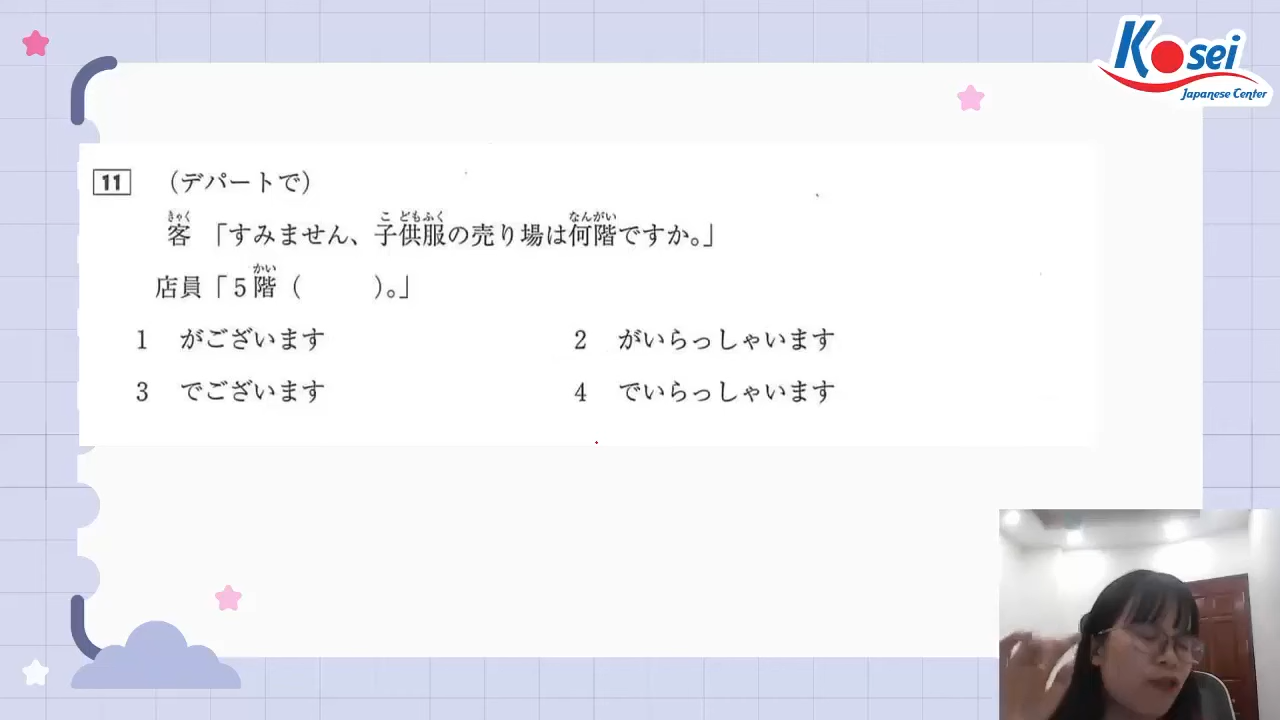 Kosei
Japanese Center
11 （デパートで）
きゃく こ どもふく なんがい
客 「すみません、子供服の売り場は何階ですか。」
かい
店員「５階（　　　）。」
1 がございます 2 がいらっしゃいます
3 でございます 4 でいらっしゃいます